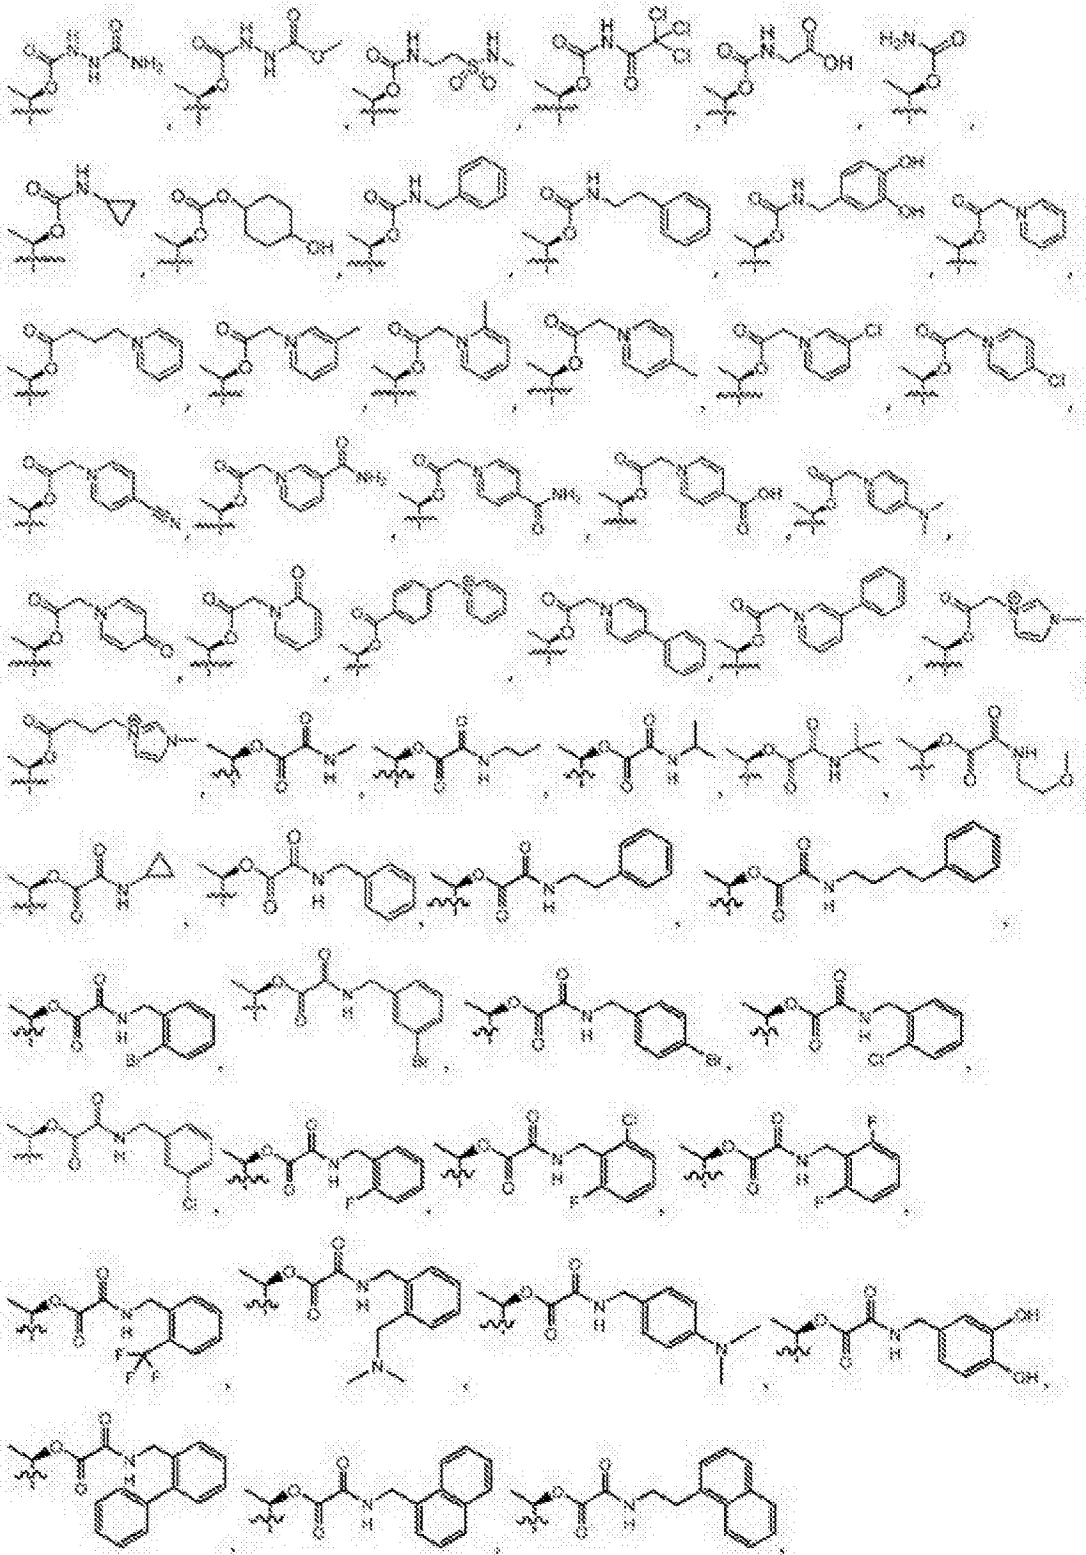 O O N H N H O NH₂ ,
O O N H N H O O ,
O O H N S O O H N ,
O O H N O Cl Cl Cl ,
O O H N O OH ,
H₂N O O ,
O O H N ,
O O O OH ,
O O H N ,
O O H N ,
O O H N OH OH ,
O O N ,
O O N ,
O O N ,
O O N ,
O O N ,
O O N Cl ,
O O N Cl ,
O O N N ,
O O N O NH₂ ,
O O N O NH₂ ,
O O N O OH ,
O O N N ,
O O N O ,
O O N O ,
O O ,
O O N ,
O O N ,
O O N ,
O O N ,
O O O N H ,
O O O N H ,
O O O N H ,
O O O N H ,
O O O NH O
O O O N H ,
O O O N H ,
O O O N H ,
O O O N H ,
O O O N H Br ,
O O O N H Br ,
O O O N H Br ,
O O O N H Cl ,
O O O N H Cl ,
O O O N H F ,
O O O N H Cl F ,
O O O N H F F ,
O O O N H F F F ,
O O O N H N ,
O O O N H N ,
O O O N H OH OH ,
O O O N H ,
O O O N H ,
O O O N H ,